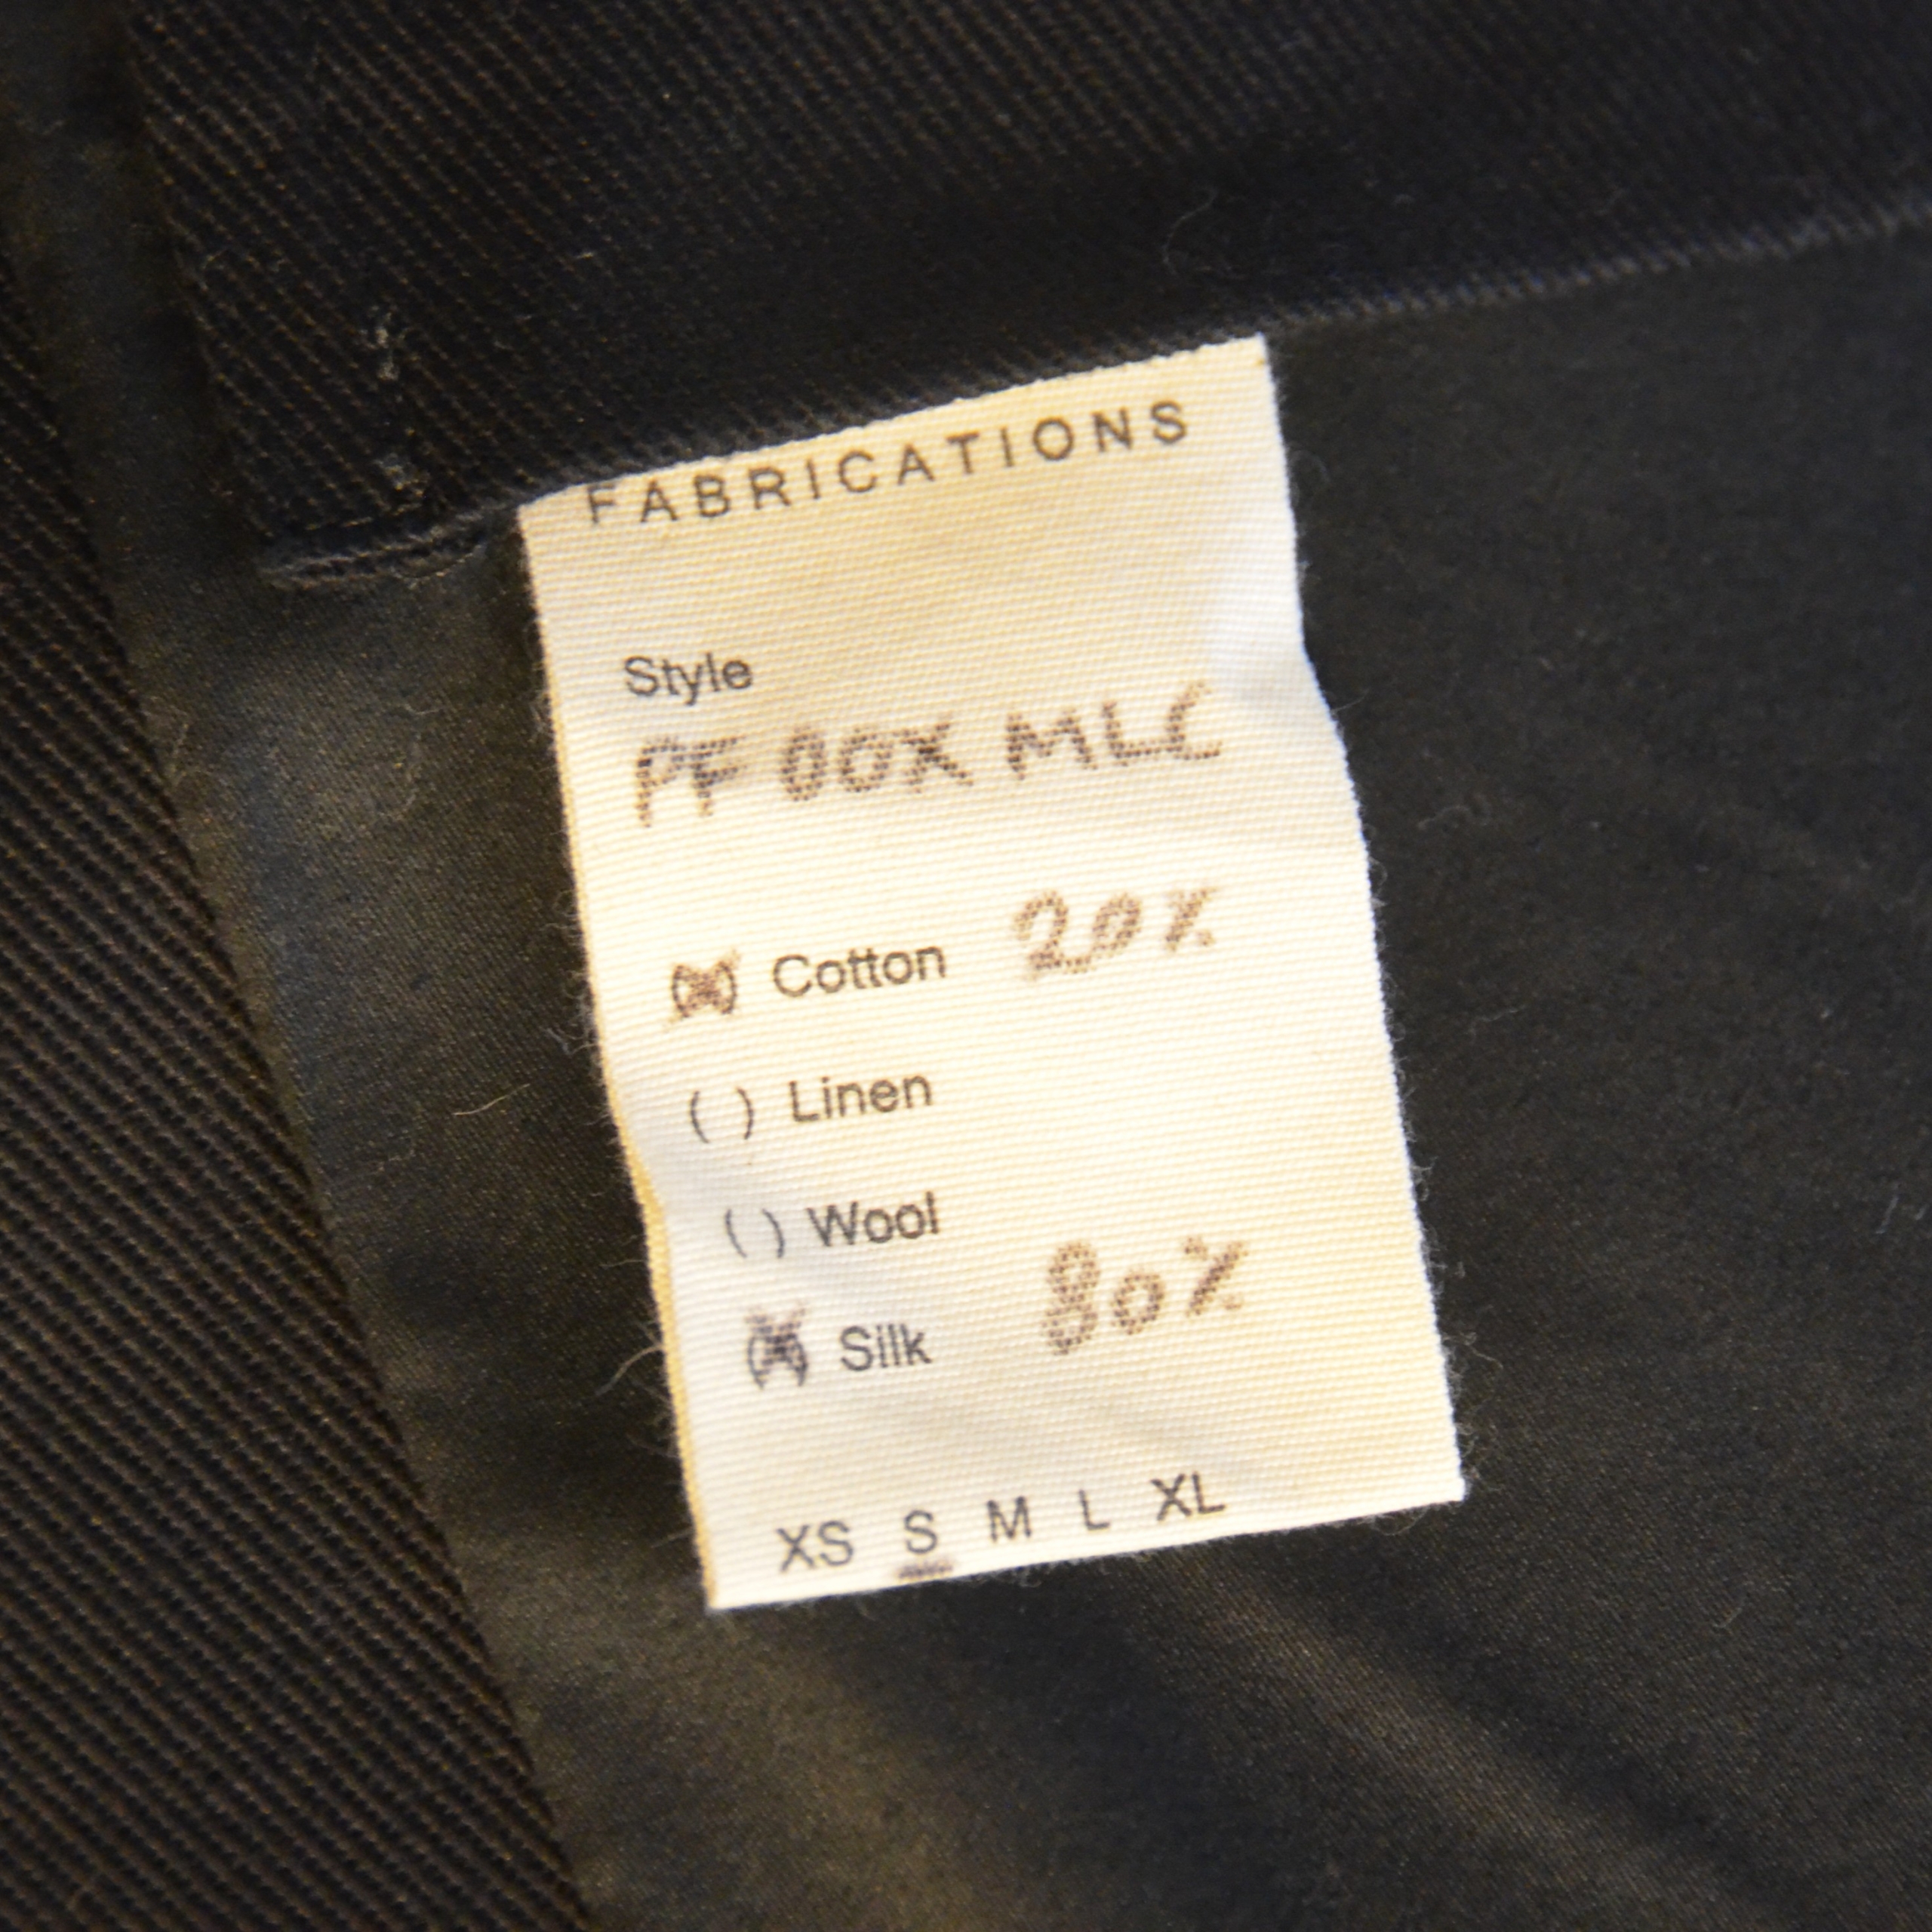 FABRICATIONS
Style
PF 00X MLC
(X) Cotton 20%
( ) Linen
( ) Wool
(X) Silk 80%
XS S M L XL